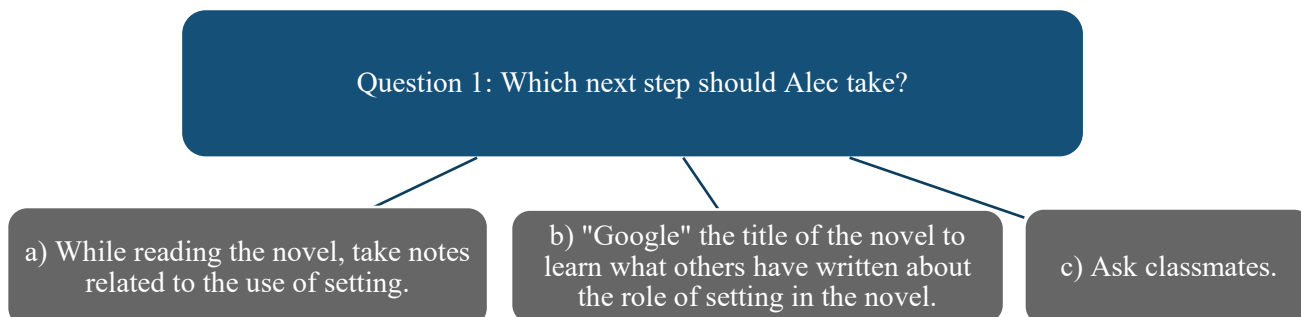 Question 1: Which next step should Alec take?
a) While reading the novel, take notes
related to the use of setting.
b) "Google" the title of the novel to
learn what others have written about
the role of setting in the novel.
c) Ask classmates.